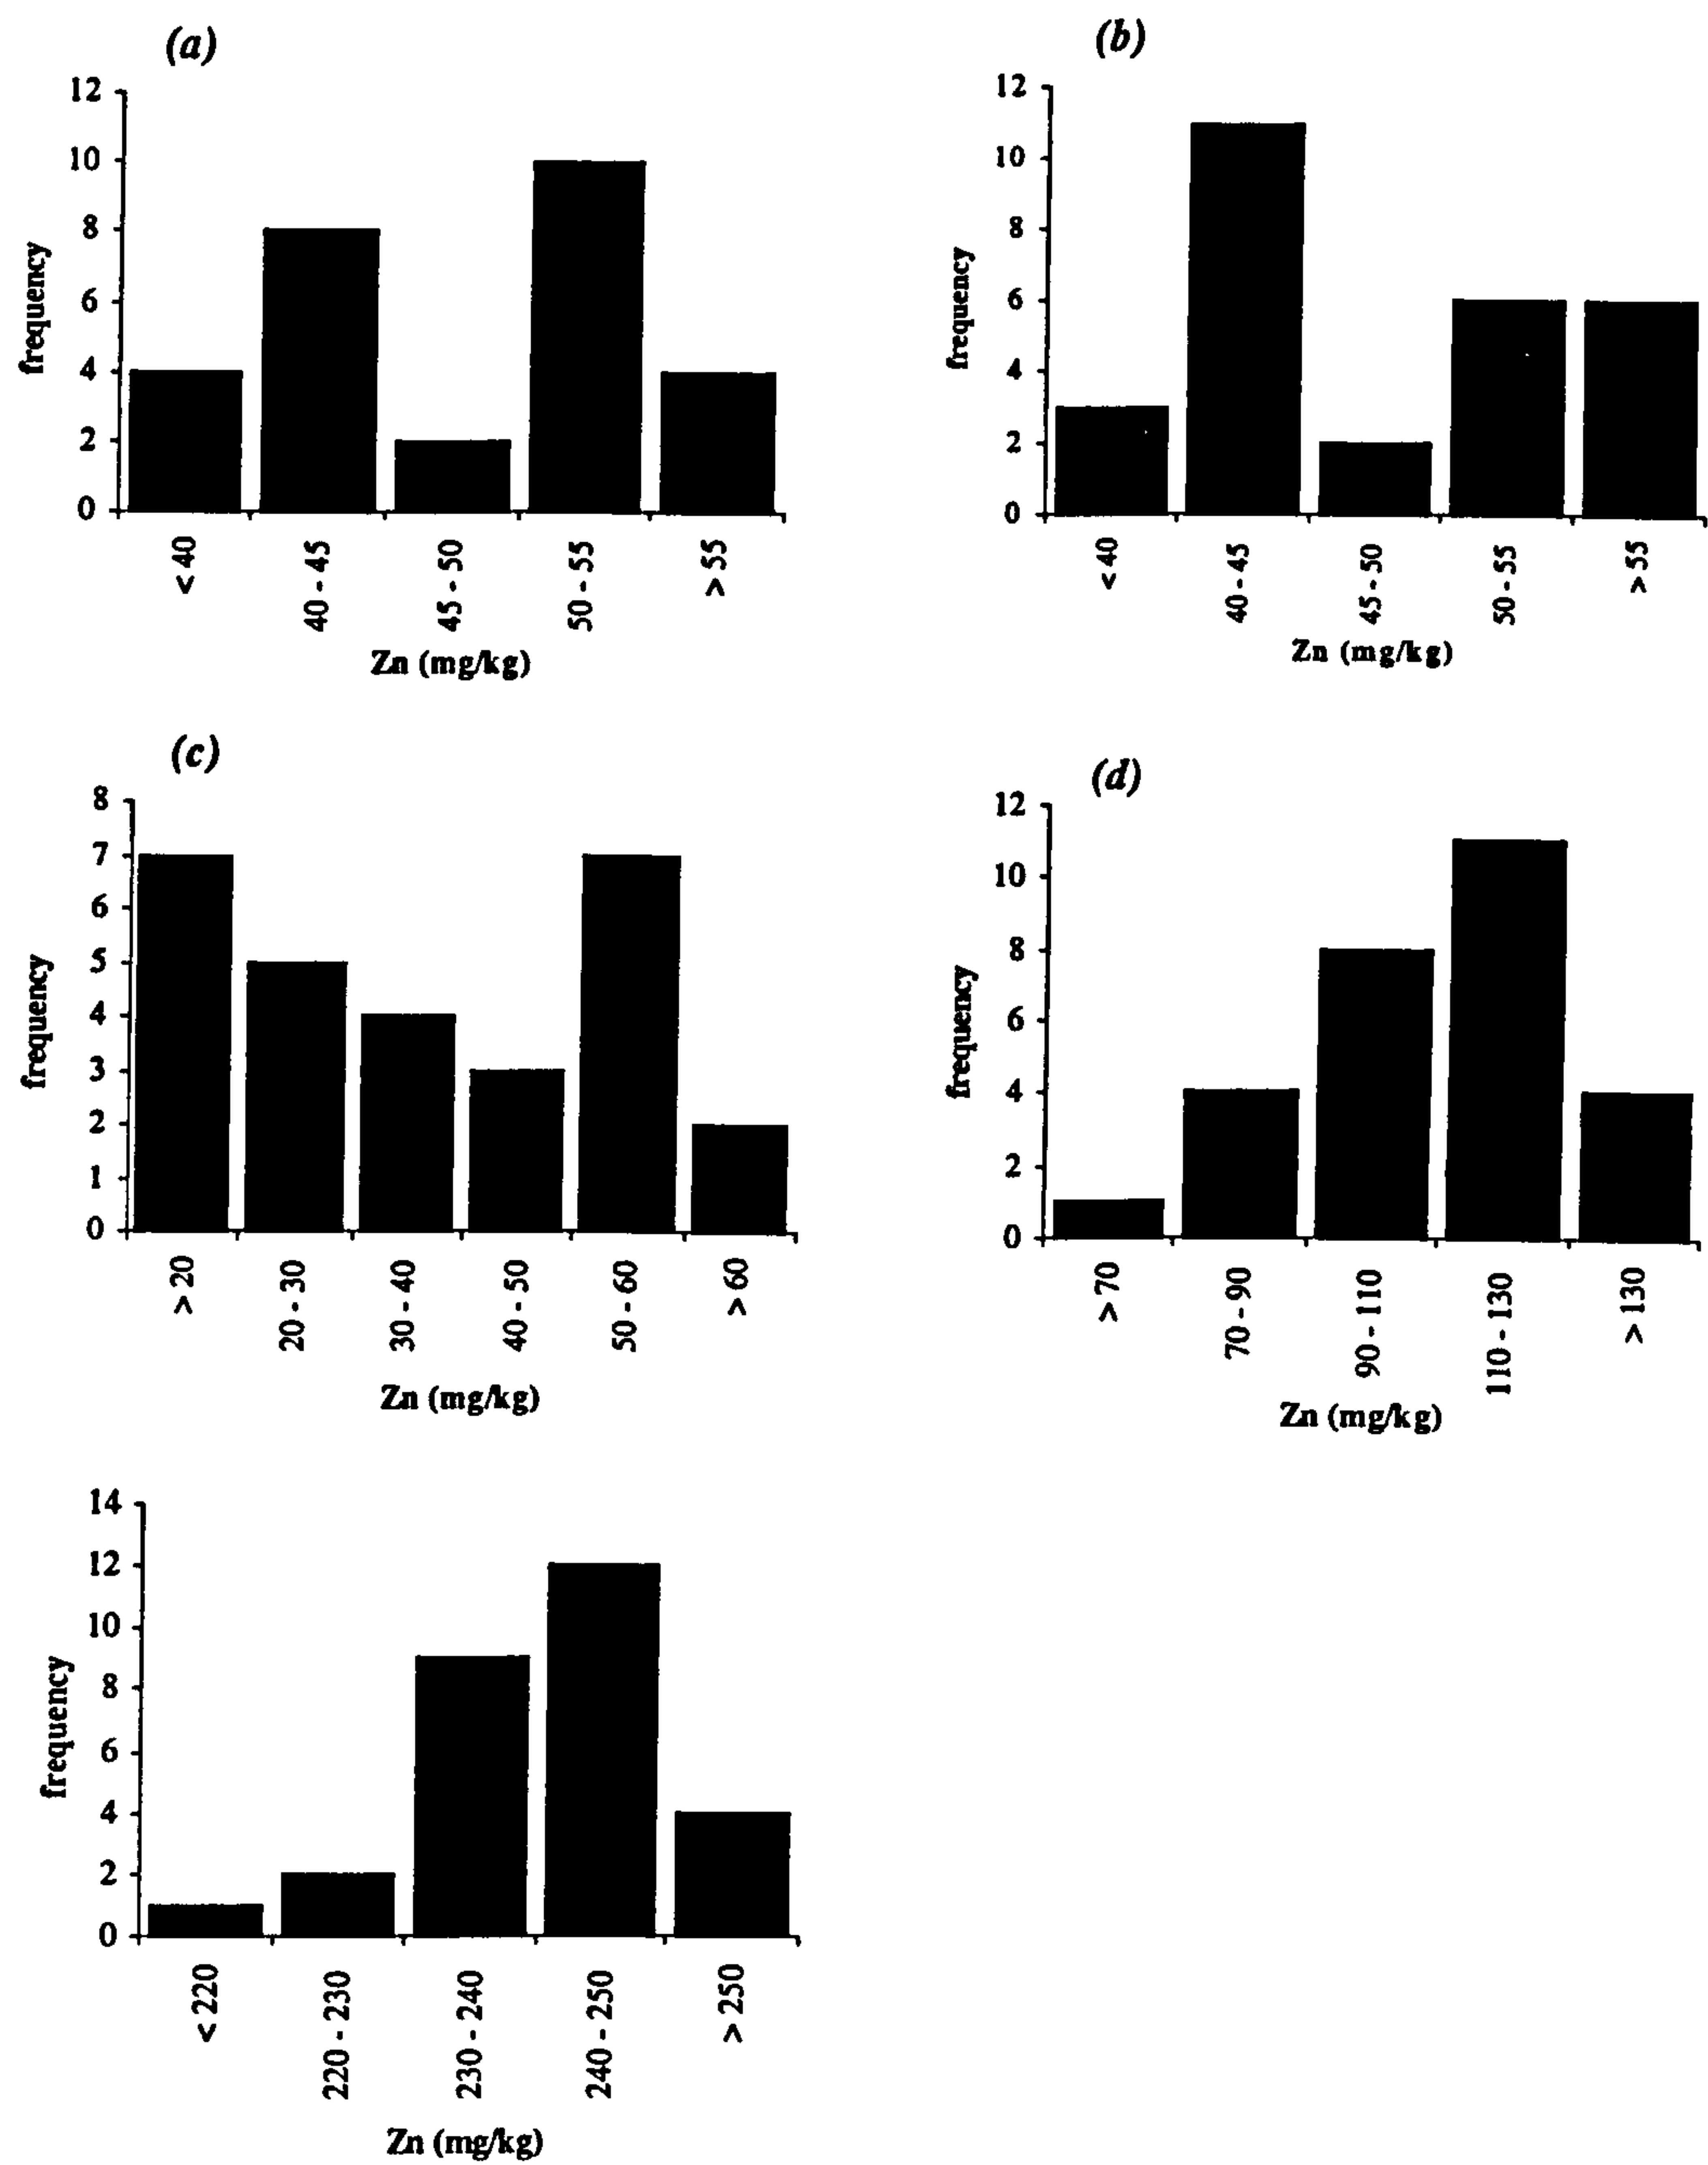 (a)
12
10
8
6
4
2
0
frequency
< 40
40 - 45
45 - 50
50 - 55
> 55
Zn (mg/kg)
(b)
12
10
8
6
4
2
0
frequency
< 40
40 - 45
45 - 50
50 - 55
> 55
Zn (mg/kg)
(c)
8
7
6
5
4
3
2
1
0
frequency
> 20
20 - 30
30 - 40
40 - 50
50 - 60
> 60
Zn (mg/kg)
(d)
12
10
8
6
4
2
0
frequency
> 70
70 - 90
90 - 110
110 - 130
> 130
Zn (mg/kg)
14
12
10
8
6
4
2
0
frequency
< 220
220 - 230
230 - 240
240 - 250
> 250
Zn (mg/kg)